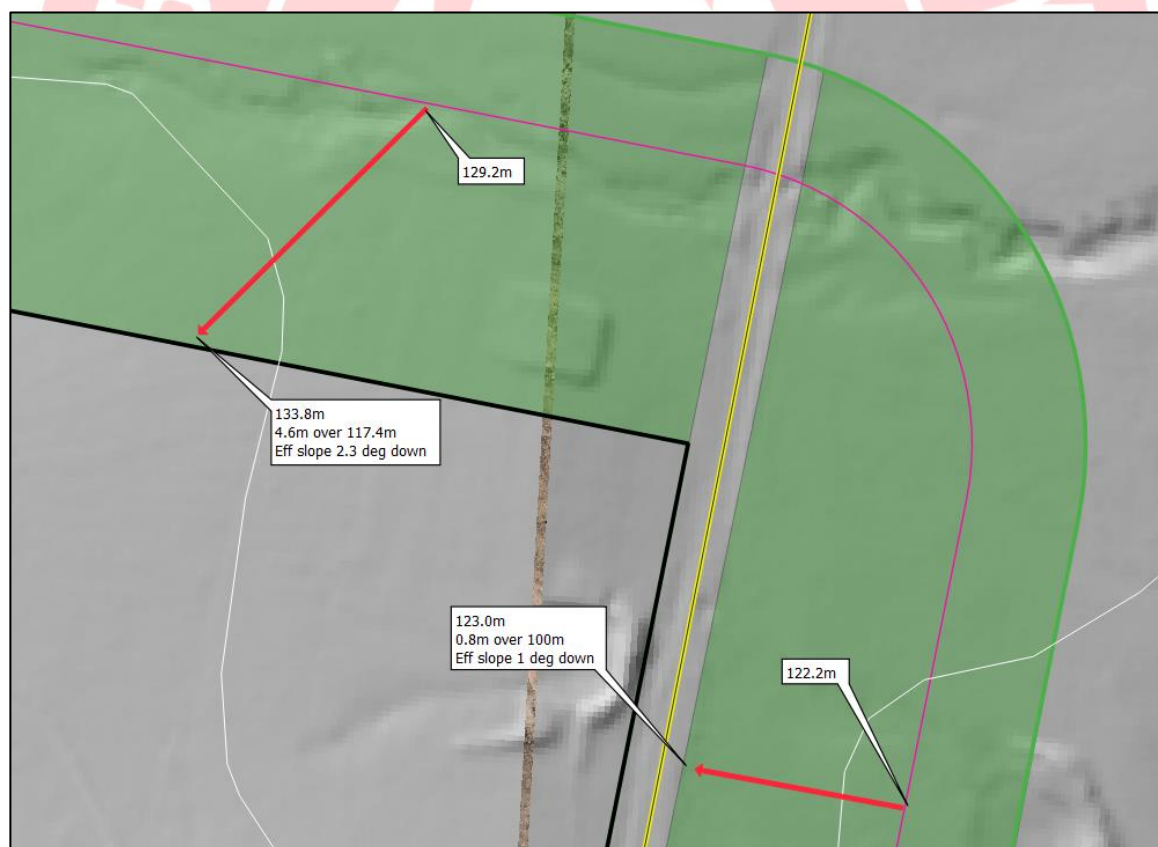 129.2m
133.8m
4.6m over 117.4m
Eff slope 2.3 deg down
123.0m
0.8m over 100m
Eff slope 1 deg down
122.2m